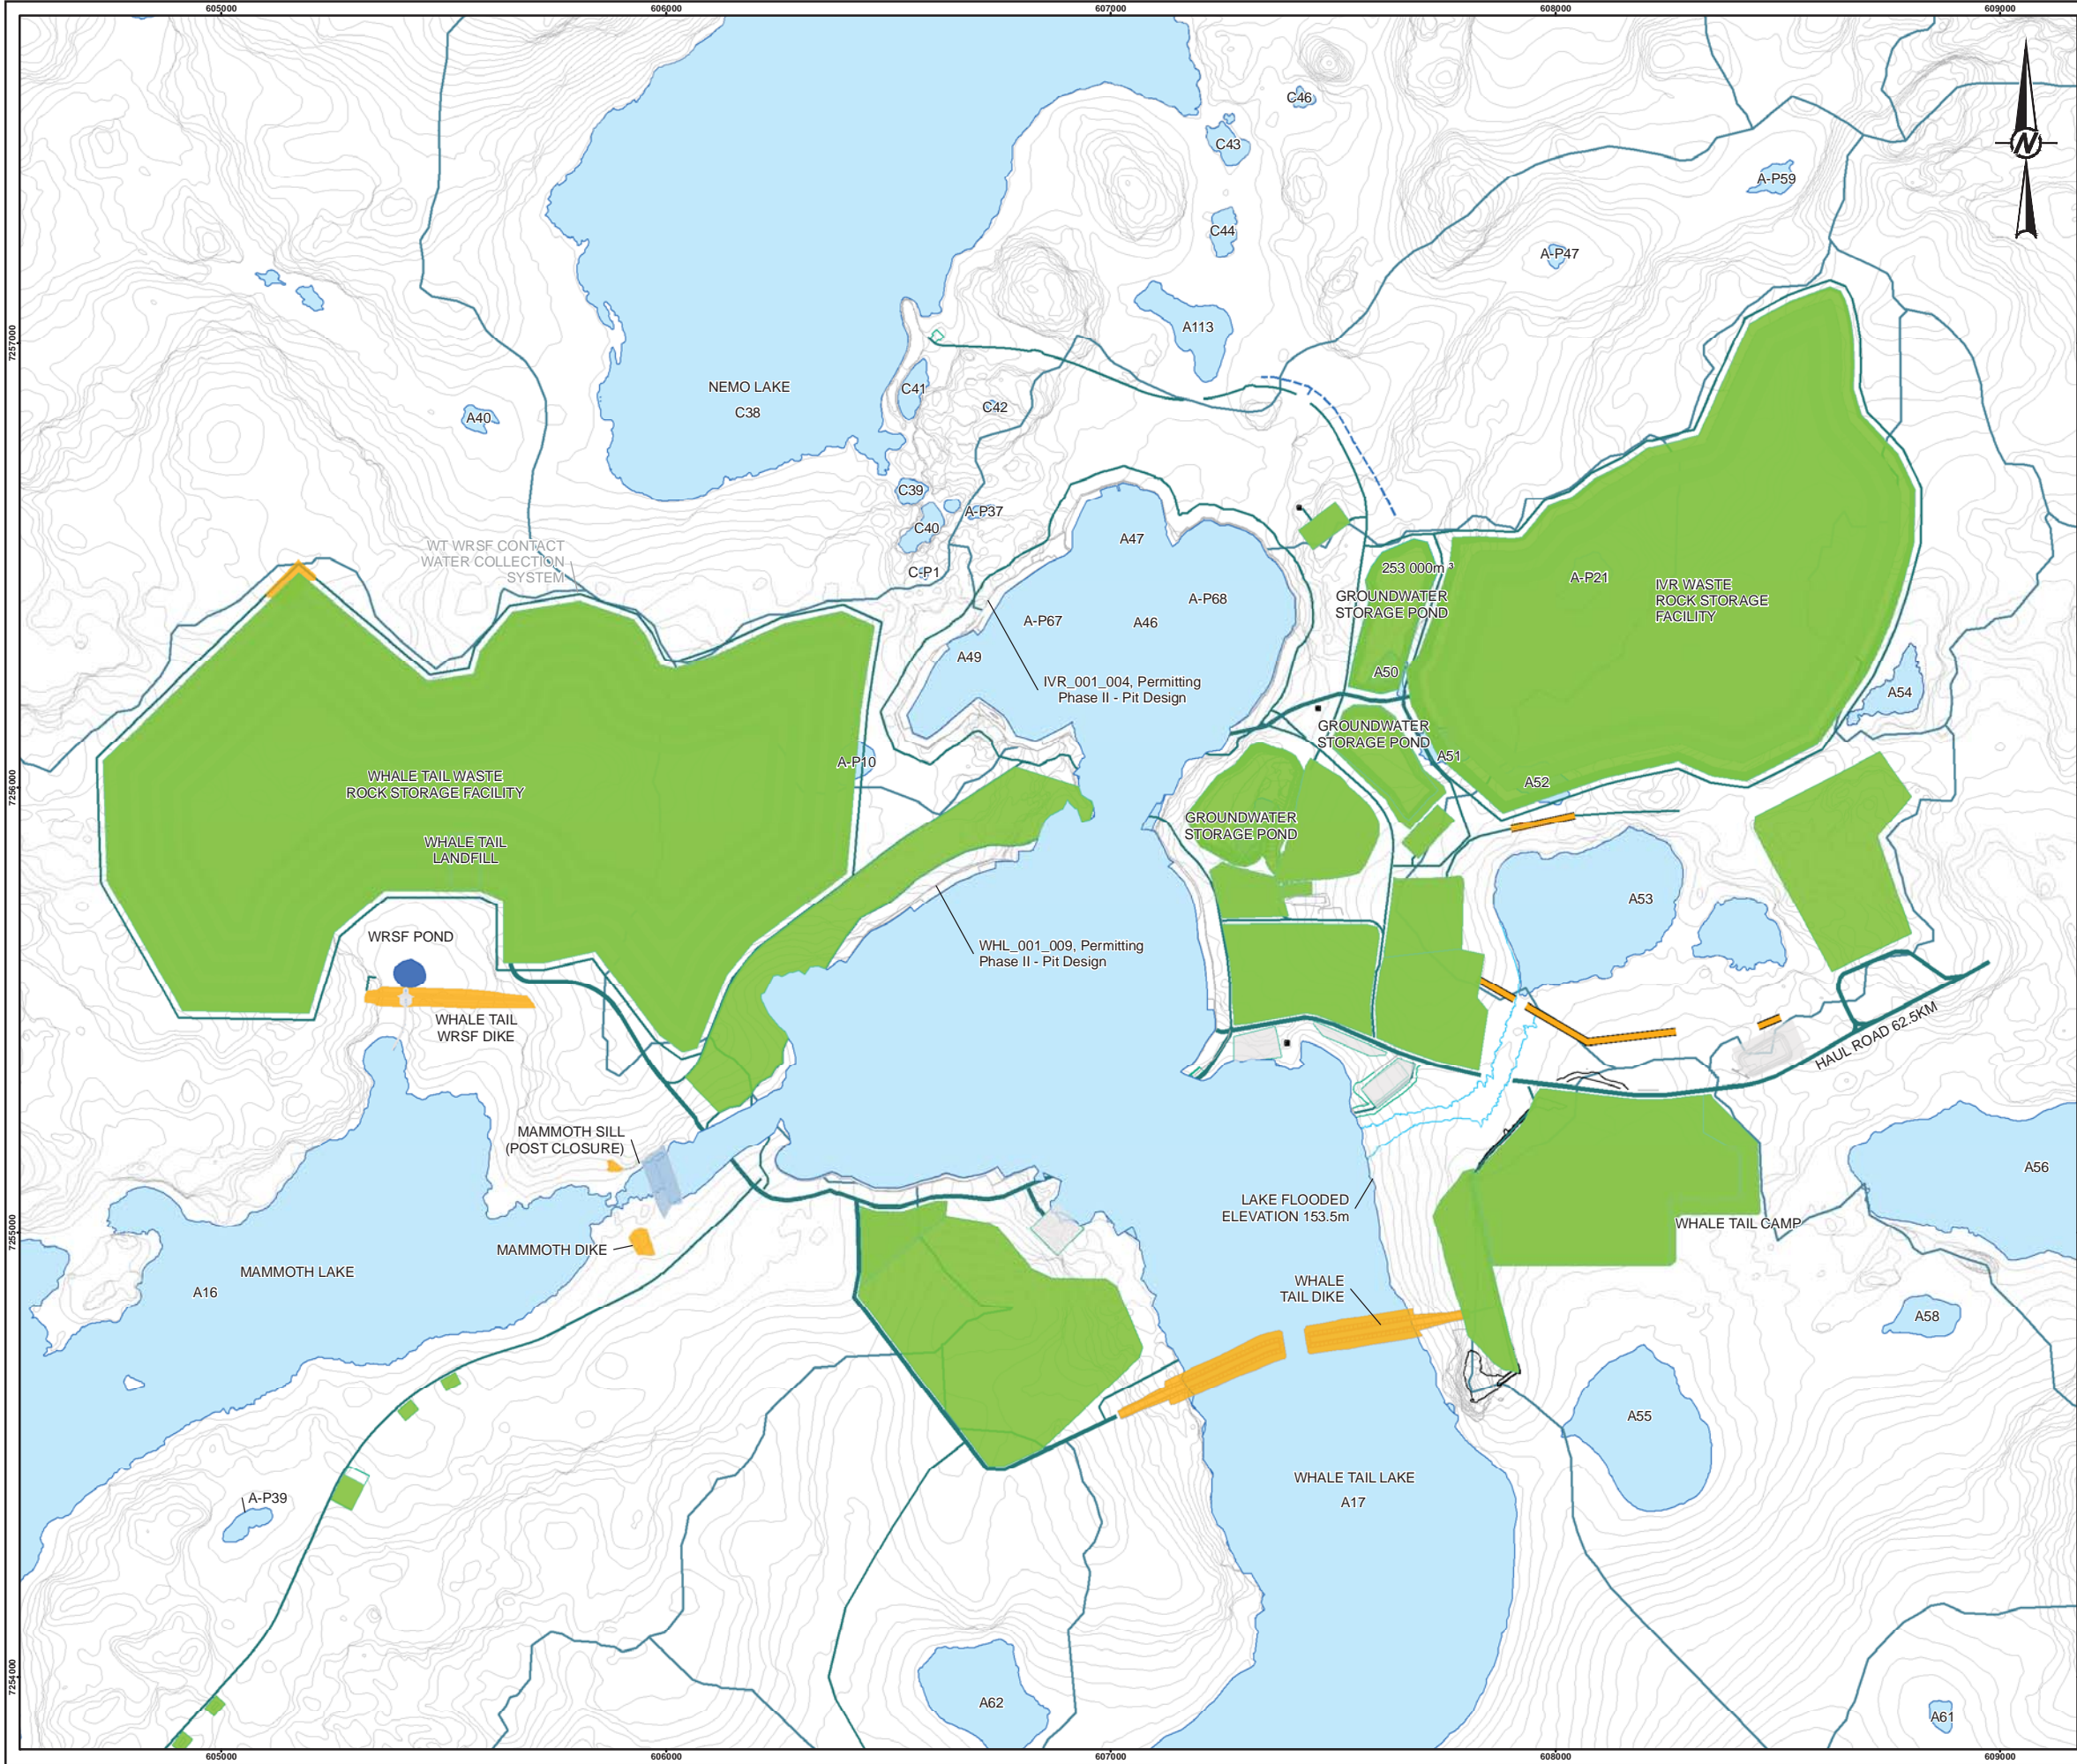 605000
606000
607000
608000
609000
N
C46
C43
A-P59
C44
A-P47
7257000
A113
NEMO LAKE
C38
C41
C42
A40
C39
A-P37
C40
A47
WT WRSF CONTACT
WATER COLLECTION
SYSTEM
C-P1
253 000m ³
GROUNDWATER
STORAGE POND
A-P21
IVR WASTE
ROCK STORAGE
FACILITY
A-P68
A-P67
A46
A49
A50
IVR_001_004, Permitting
Phase II - Pit Design
A54
GROUNDWATER
STORAGE POND
A51
A-P10
WHALE TAIL WASTE
ROCK STORAGE FACILITY
A52
7256000
GROUNDWATER
STORAGE POND
WHALE TAIL
LANDFILL
A53
WRSF POND
WHL_001_009, Permitting
Phase II - Pit Design
WHALE TAIL
WRSF DIKE
HAUL ROAD 62.5KM
MAMMOTH SILL
(POST CLOSURE)
A56
LAKE FLOODED
ELEVATION 153.5m
WHALE TAIL CAMP
7255000
MAMMOTH DIKE
MAMMOTH LAKE
A16
WHALE
TAIL DIKE
A58
A55
WHALE TAIL LAKE
A17
A-P39
7254000
A62
A61
605000
606000
607000
608000
609000